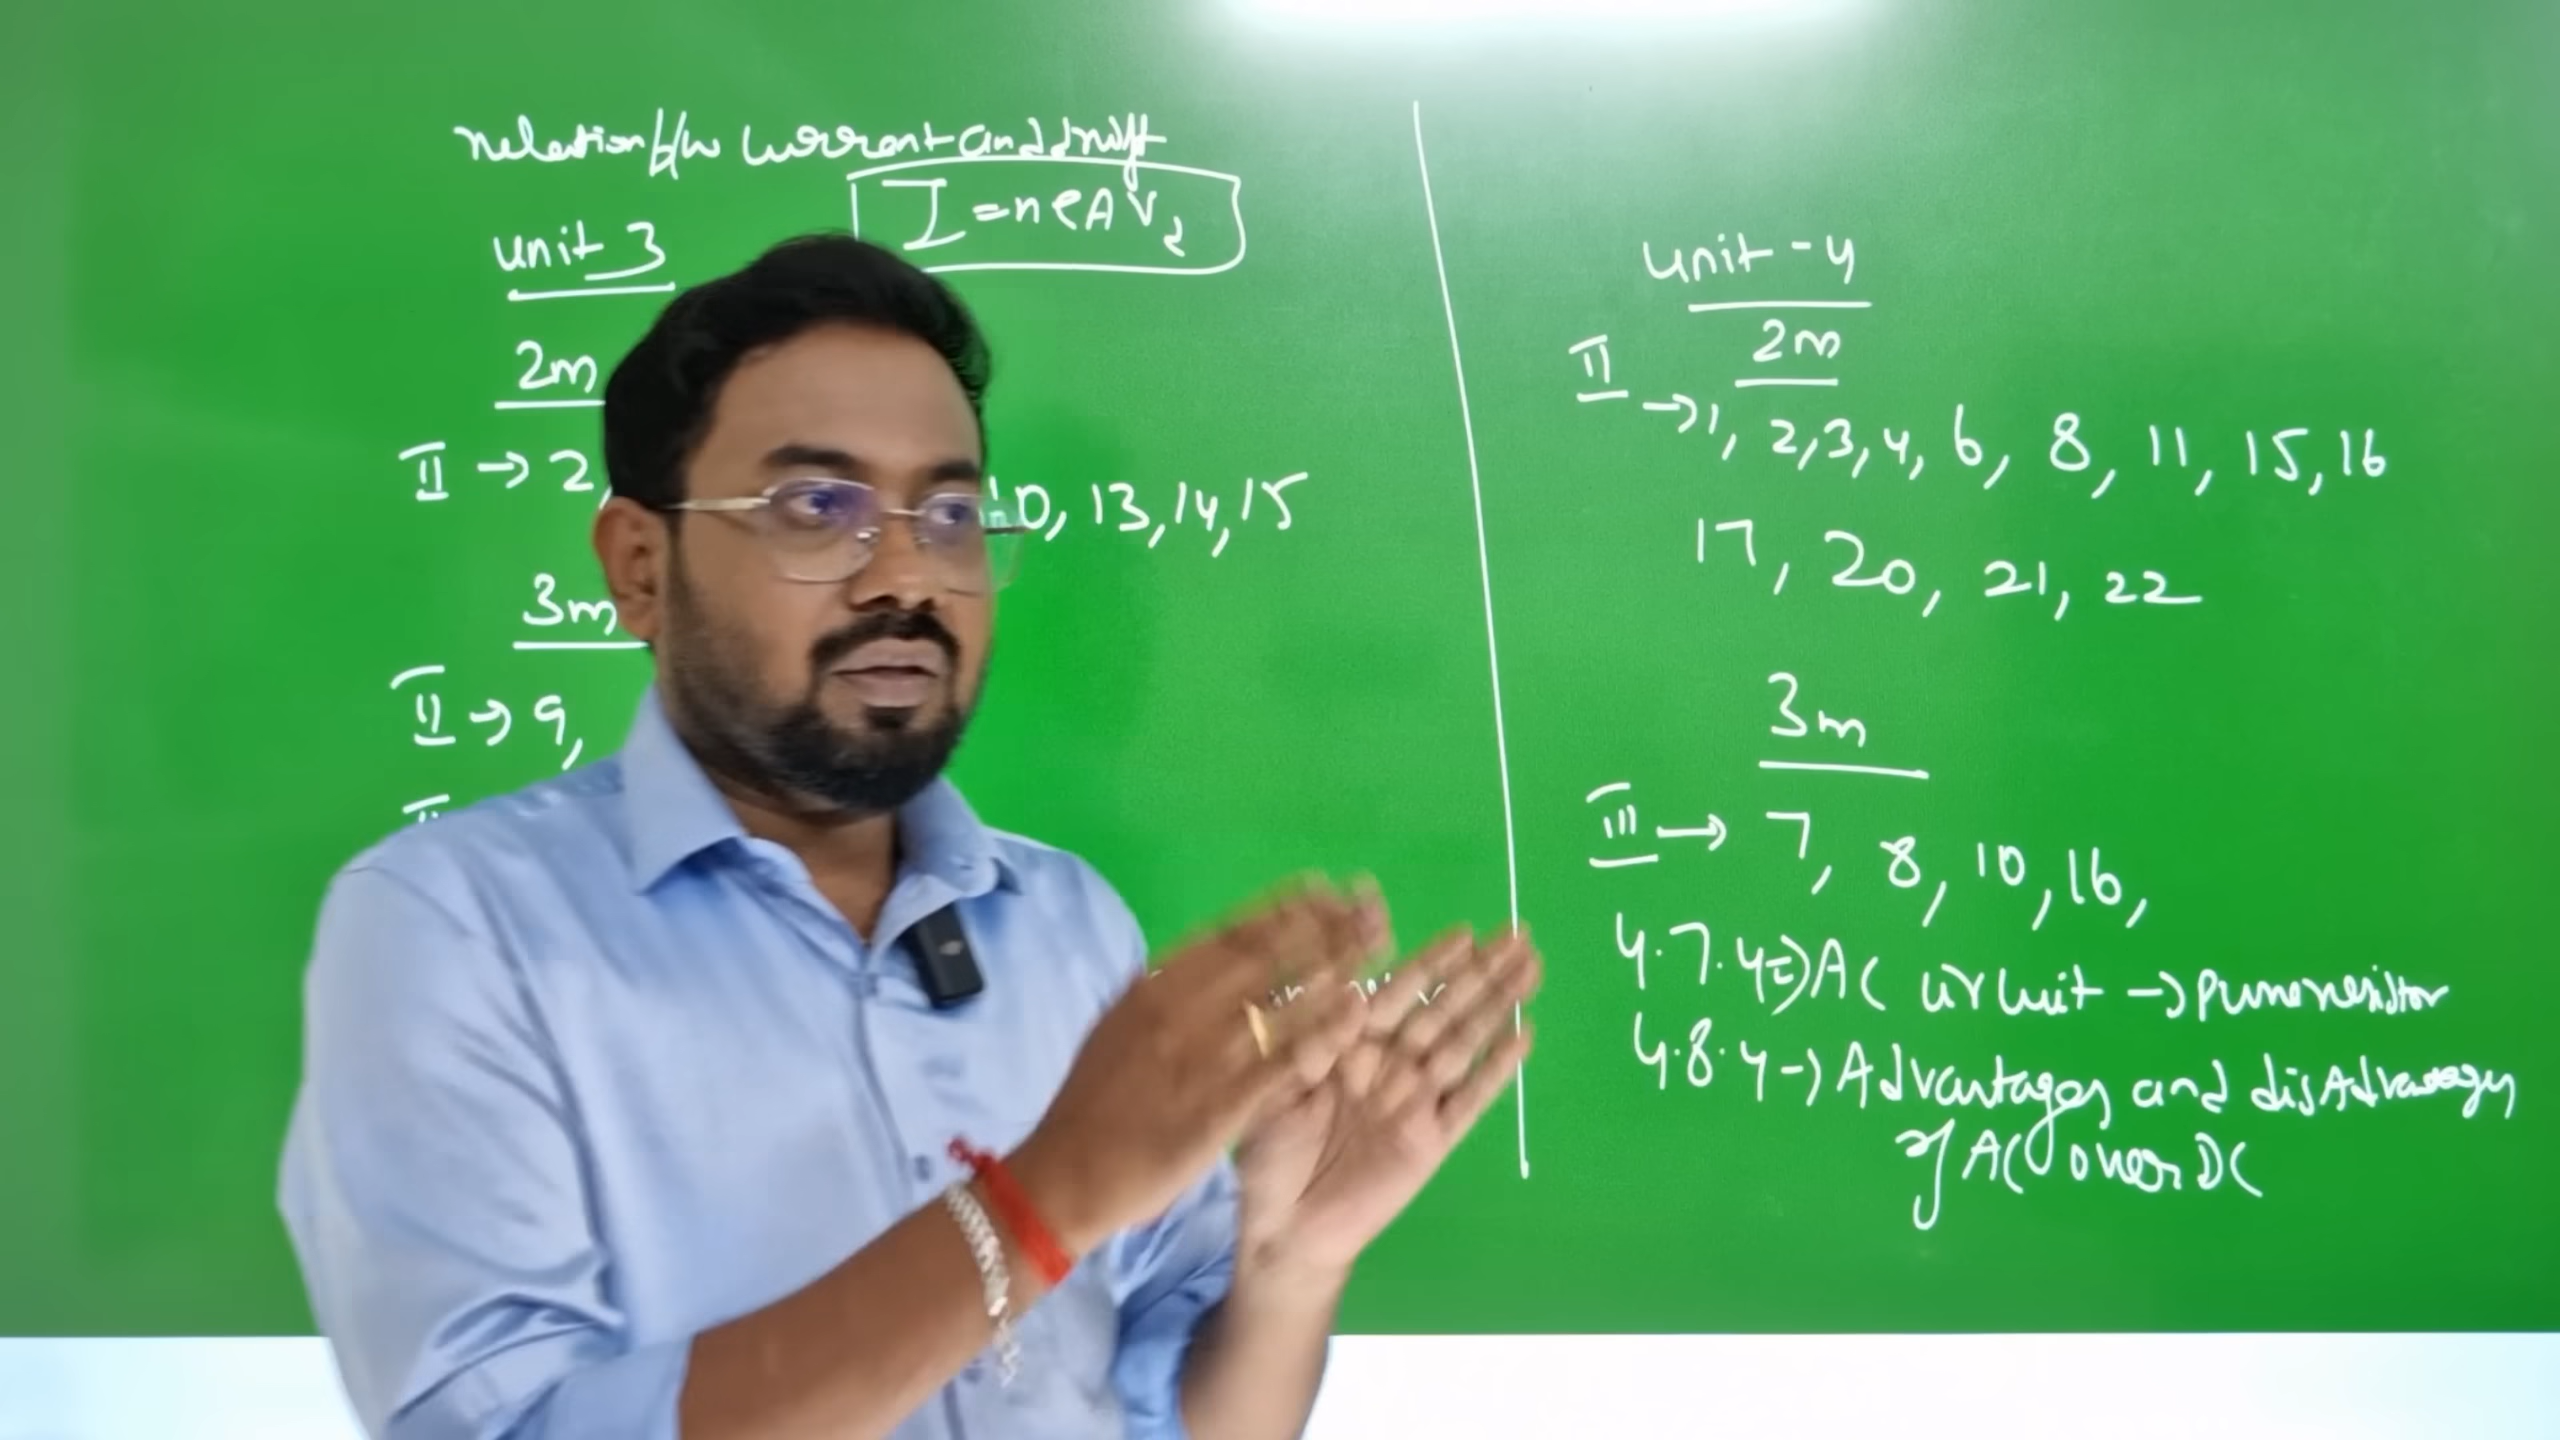 relation b/w current and drift
I = neAVd
unit 3
2m
II → 2,
10, 13, 14, 15
3m
II → 9,
unit - 4
2m
II → 1, 2, 3, 4, 6, 8, 11, 15, 16
17, 20, 21, 22
3m
III → 7, 8, 10, 16,
4.7.4 ⇒ AC circuit → pure resistor
4.8.4 → Advantages and disAdvantages
of AC over DC